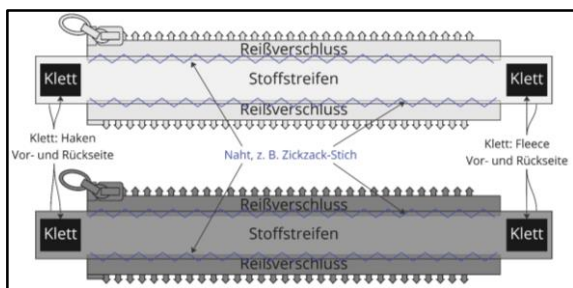 Reißverschluss
Klett Stoffstreifen Klett
Reißverschluss
Klett: Haken
Vor- und Rückseite
Naht, z. B. Zickzack-Stich
Klett: Fleece
Vor- und Rückseite
Reißverschluss
Klett Stoffstreifen Klett
Reißverschluss